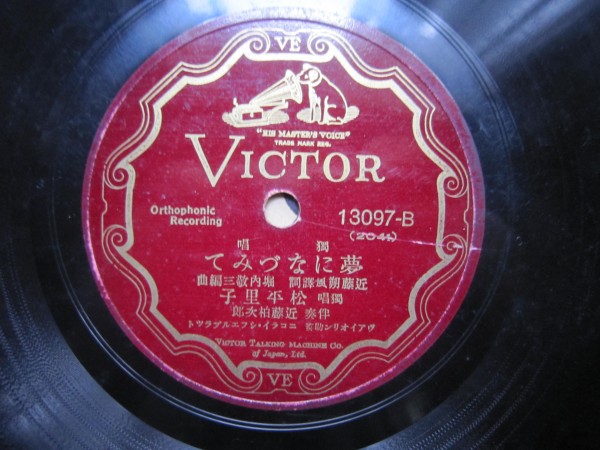 VE
"HIS MASTER'S VOICE"
TRADE MARK REG.
VICTOR
Orthophonic
Recording
13097-B
(2044)
獨唱
夢になづみて
近藤朔風譯詞 堀内敬三編曲
獨唱 松平里子
伴奏 近藤柏次郎
ヴアイオリン助奏 ニコライ・シフエルブラツト
VICTOR TALKING MACHINE CO.
of Japan, Ltd.
VE